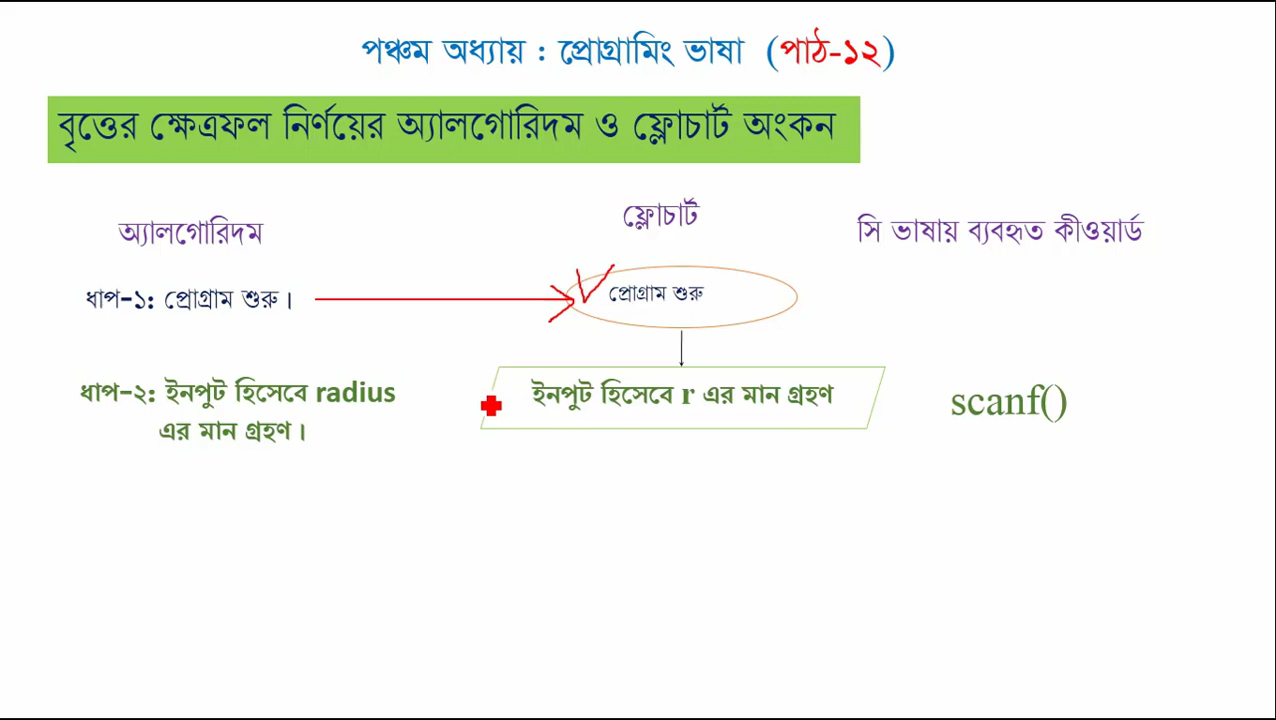 পঞ্চম অধ্যায় : প্রোগ্রামিং ভাষা (পাঠ-১২)
বৃত্তের ক্ষেত্রফল নির্ণয়ের অ্যালগোরিদম ও ফ্লোচার্ট অংকন
অ্যালগোরিদম
ফ্লোচার্ট
সি ভাষায় ব্যবহৃত কীওয়ার্ড
ধাপ-১: প্রোগ্রাম শুরু।
প্রোগ্রাম শুরু
ধাপ-২: ইনপুট হিসেবে radius
এর মান গ্রহণ।
ইনপুট হিসেবে r এর মান গ্রহণ
scanf()